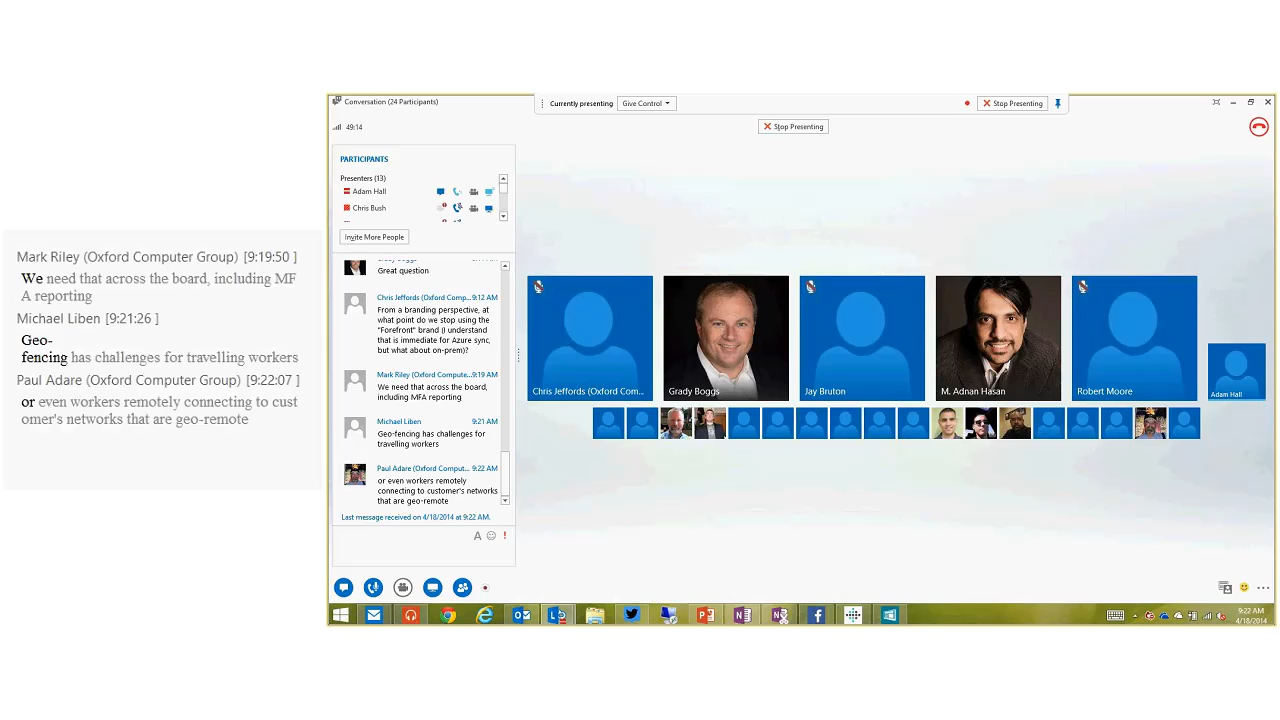 Mark Riley (Oxford Computer Group) [9:19:50 ]
We need that across the board, including MF
A reporting
Michael Liben [9:21:26 ]
Geo-
fencing has challenges for travelling workers
Paul Adare (Oxford Computer Group) [9:22:07 ]
or even workers remotely connecting to cust
omer's networks that are geo-remote
Conversation (24 Participants)
Currently presenting
Give Control
Stop Presenting
49:14
Stop Presenting
PARTICIPANTS
Presenters (13)
Adam Hall
Chris Bush
Invite More People
Grady Boggs
Great question
Chris Jeffords (Oxford Comp... 9:12 AM
From a branding perspective, at
what point do we stop using the
"Forefront" brand (I understand
that is immediate for Azure sync,
but what about on-prem)?
Mark Riley (Oxford Computer... 9:19 AM
We need that across the board,
including MFA reporting
Michael Liben 9:21 AM
Geo-fencing has challenges for
travelling workers
Paul Adare (Oxford Comput... 9:22 AM
or even workers remotely
connecting to customer's networks
that are geo-remote
Last message received on 4/18/2014 at 9:22 AM.
A
Chris Jeffords (Oxford Com...
Grady Boggs
Jay Bruton
M. Adnan Hasan
Robert Moore
Adam Hall
9:22 AM
4/18/2014